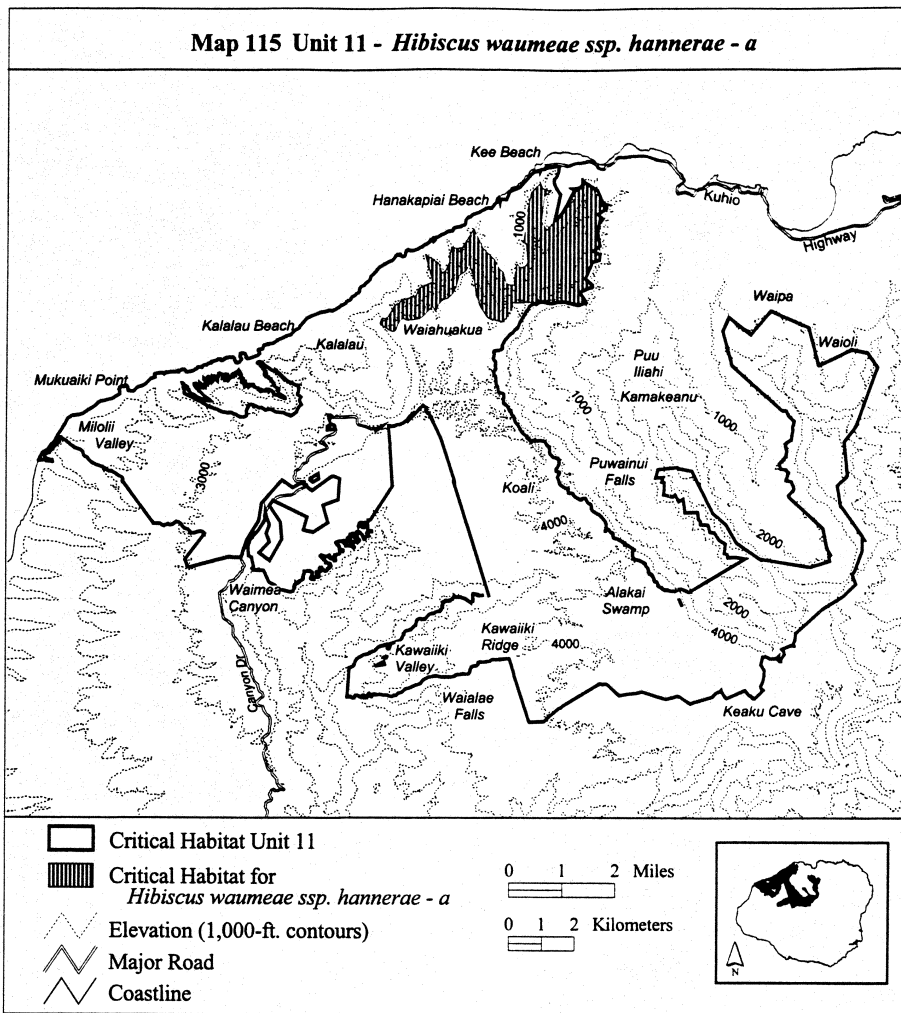 Map 115 Unit 11 - Hibiscus waumeae ssp. hannerae - a
Kee Beach
Hanakapiai Beach
Kuhio
Highway
1000
Waipa
Kalalau Beach
Kalalau
Waiahuakua
Waioli
Puu
Iliahi
Mukuaiki Point
Kamakeanu
1000
1000
Milolii
Valley
3000
Puwainui
Falls
Koali
4000
2000
Waimea
Canyon
Alakai
Swamp
2000
4000
Kawaiiki
Ridge
4000
Kawaiiki
Valley
Canyon Dr
Waialae
Falls
Keaku Cave
Critical Habitat Unit 11
Critical Habitat for
Hibiscus waumeae ssp. hannerae - a
Elevation (1,000-ft. contours)
Major Road
Coastline
0 1 2 Miles
0 1 2 Kilometers
N